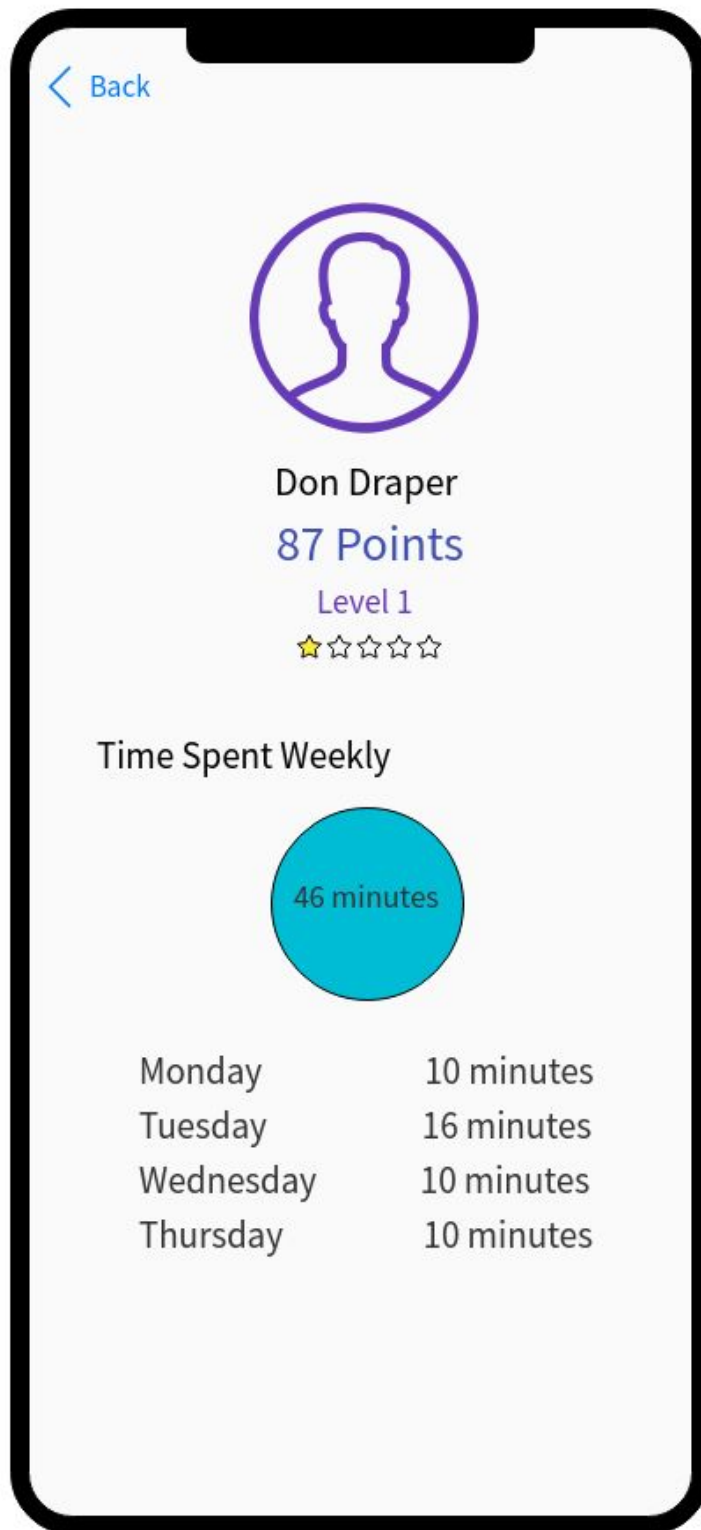 Back
Don Draper
87 Points
Level 1
Time Spent Weekly
46 minutes
Monday 10 minutes
Tuesday 16 minutes
Wednesday 10 minutes
Thursday 10 minutes